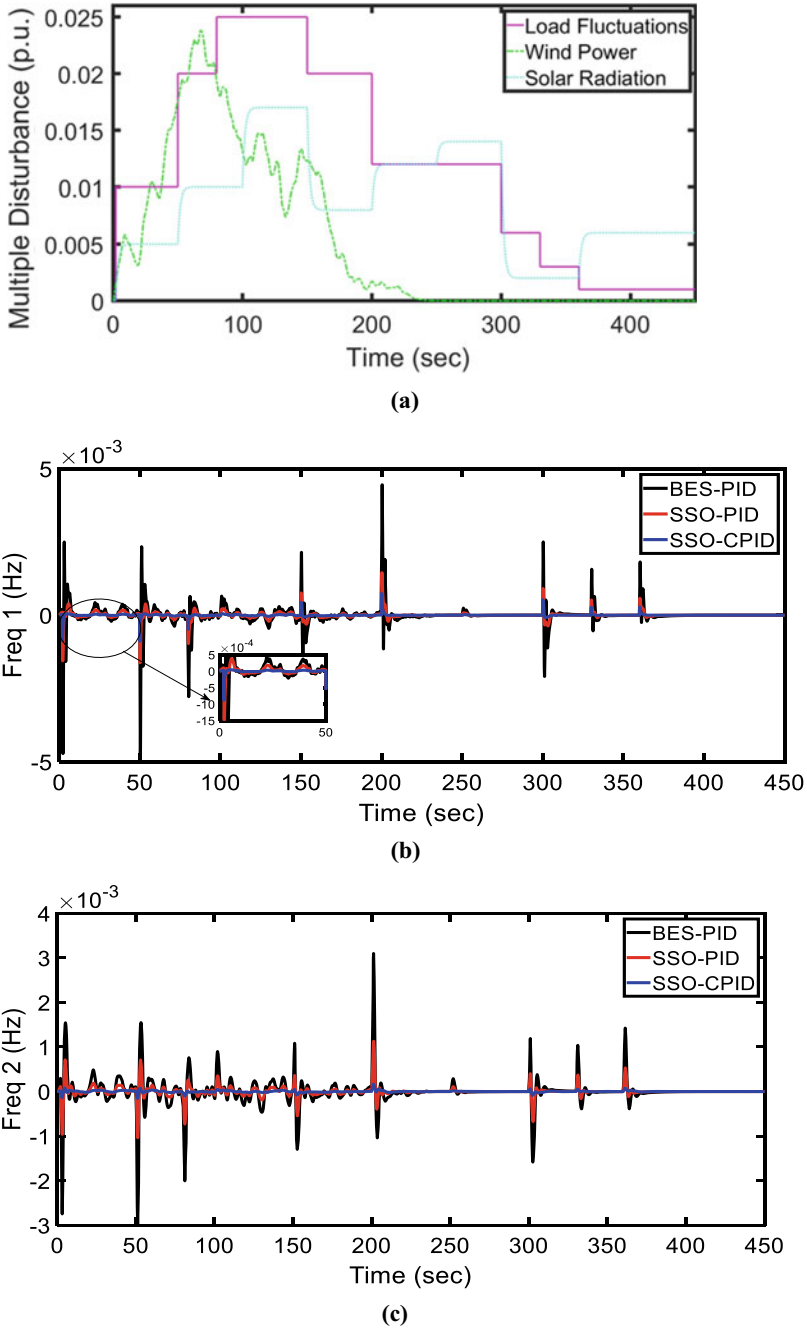 Multiple Disturbance (p.u.)
0.025
0.02
0.015
0.01
0.005
0
Load Fluctuations
Wind Power
Solar Radiation
0 100 200 300 400
Time (sec)
(a)
×10-3
Freq 1 (Hz)
5
0
-5
BES-PID
SSO-PID
SSO-CPID
×10-4
5
0
-5
-10
-15
0 50
0 50 100 150 200 250 300 350 400 450
Time (sec)
(b)
×10-3
Freq 2 (Hz)
4
3
2
1
0
-1
-2
-3
BES-PID
SSO-PID
SSO-CPID
0 50 100 150 200 250 300 350 400 450
Time (sec)
(c)